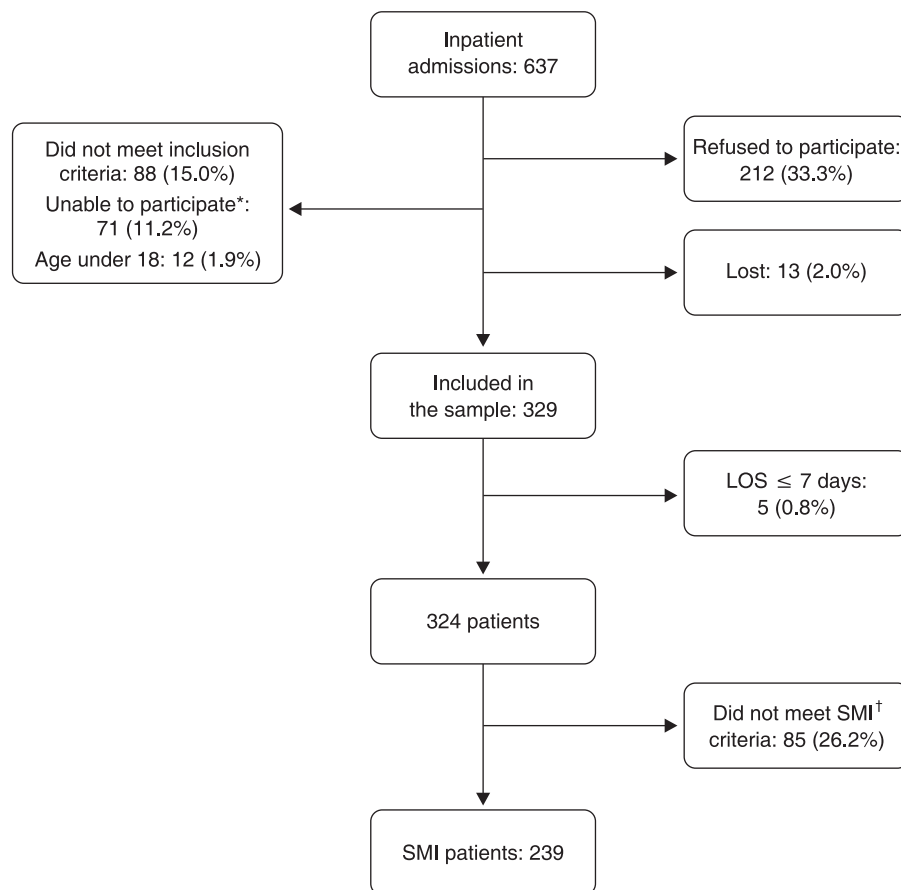 Inpatient
admissions: 637
Did not meet inclusion
criteria: 88 (15.0%)
Unable to participate*:
71 (11.2%)
Age under 18: 12 (1.9%)
Refused to participate:
212 (33.3%)
Lost: 13 (2.0%)
Included in
the sample: 329
LOS ≤ 7 days:
5 (0.8%)
324 patients
Did not meet SMI†
criteria: 85 (26.2%)
SMI patients: 239